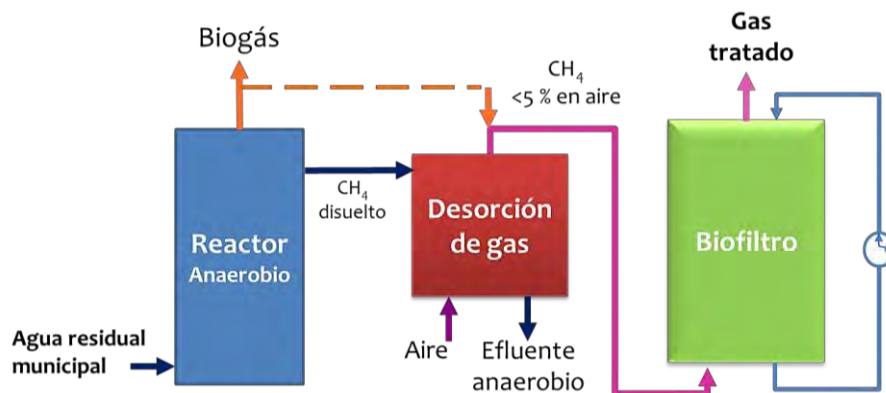 Biogás
Gas
tratado
CH₄
<5 % en aire
CH₄
disuelto
Reactor
Anaerobio
Desorción
de gas
Biofiltro
Agua residual
municipal
Aire
Efluente
anaerobio